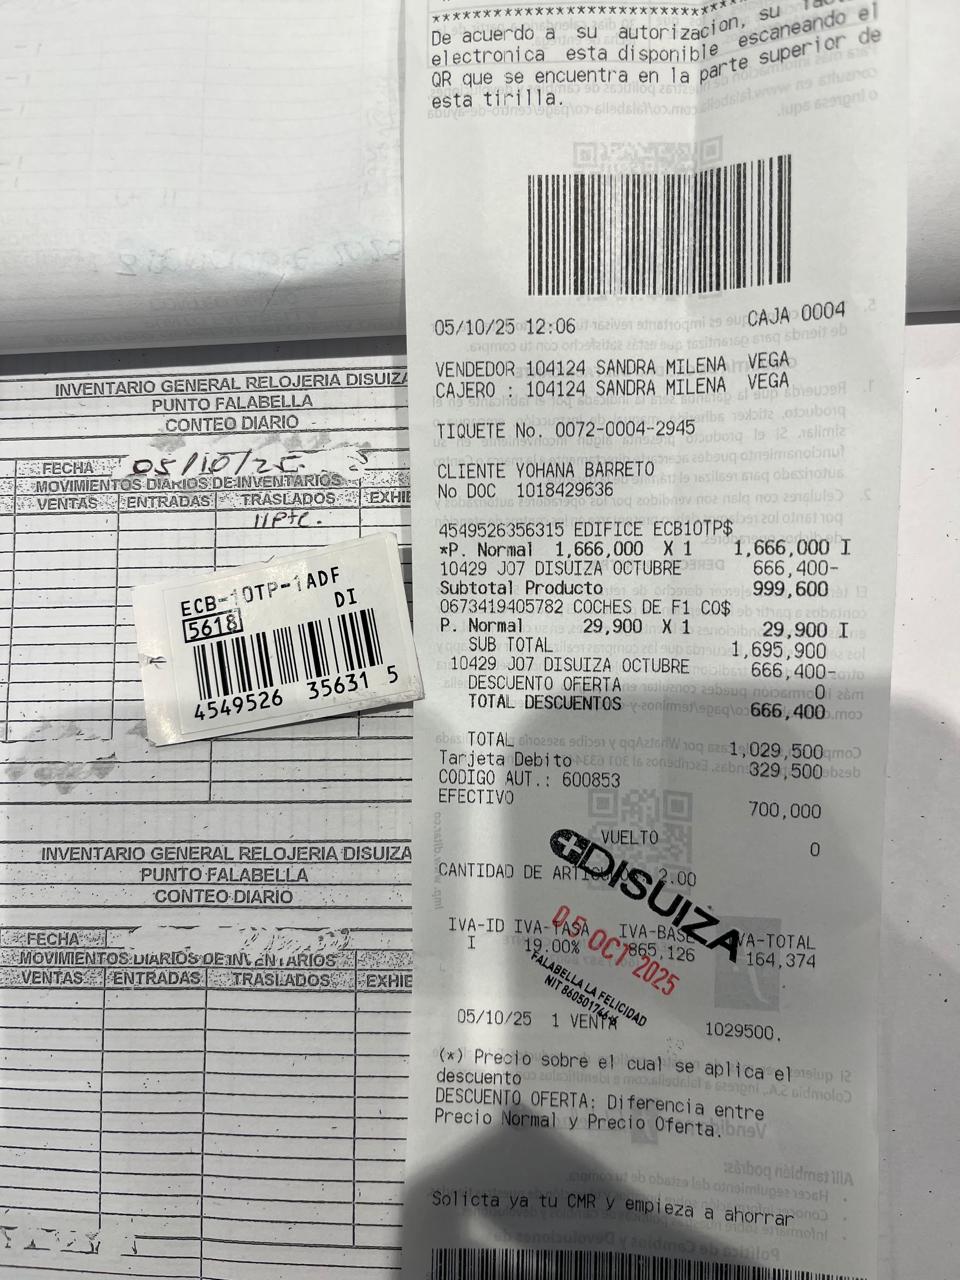 ****************************
De acuerdo a su autorizacion, su
electronica esta disponible escaneando el
QR que se encuentra en la parte superior de
esta tirilla.
05/10/25 12:06 CAJA 0004
VENDEDOR 104124 SANDRA MILENA VEGA
CAJERO : 104124 SANDRA MILENA VEGA
TIQUETE No. 0072-0004-2945
CLIENTE YOHANA BARRETO
No DOC 1018429636
4549526356315 EDIFICE ECB10TP$
*P. Normal 1,666,000 X 1 1,666,000 I
10429 J07 DISUIZA OCTUBRE 666,400-
Subtotal Producto 999,600
0673419405782 COCHES DE F1 CO$
P. Normal 29,900 X 1 29,900 I
SUB TOTAL 1,695,900
10429 J07 DISUIZA OCTUBRE 666,400-
DESCUENTO OFERTA 0
TOTAL DESCUENTOS 666,400
TOTAL 1,029,500
Tarjeta Debito 329,500
CODIGO AUT.: 600853
EFECTIVO 700,000
VUELTO 0
CANTIDAD DE 2.00
IVA-ID IVA-TASA IVA-BASE IVA-TOTAL
I 19.00% 865,126 164,374
DISUIZA
05 OCT 2025
FALABELLA LA FELICIDAD
NIT 860501746-6
05/10/25 1 VENTA 1029500.
(*) Precio sobre el cual se aplica el
descuento
DESCUENTO OFERTA: Diferencia entre
Precio Normal y Precio Oferta.
Solicta ya tu CMR y empieza a ahorrar
INVENTARIO GENERAL RELOJERIA DISUIZA
PUNTO FALABELLA
CONTEO DIARIO
FECHA 05/10/25
MOVIMIENTOS DIARIOS DE INVENTARIOS
VENTAS ENTRADAS TRASLADOS EXHIE
ECB-10TP-1ADF
5618 DI
4549526 35631 5
INVENTARIO GENERAL RELOJERIA DISUIZA
PUNTO FALABELLA
CONTEO DIARIO
FECHA
MOVIMIENTOS DIARIOS DE INVENTARIOS
VENTAS ENTRADAS TRASLADOS EXHIE